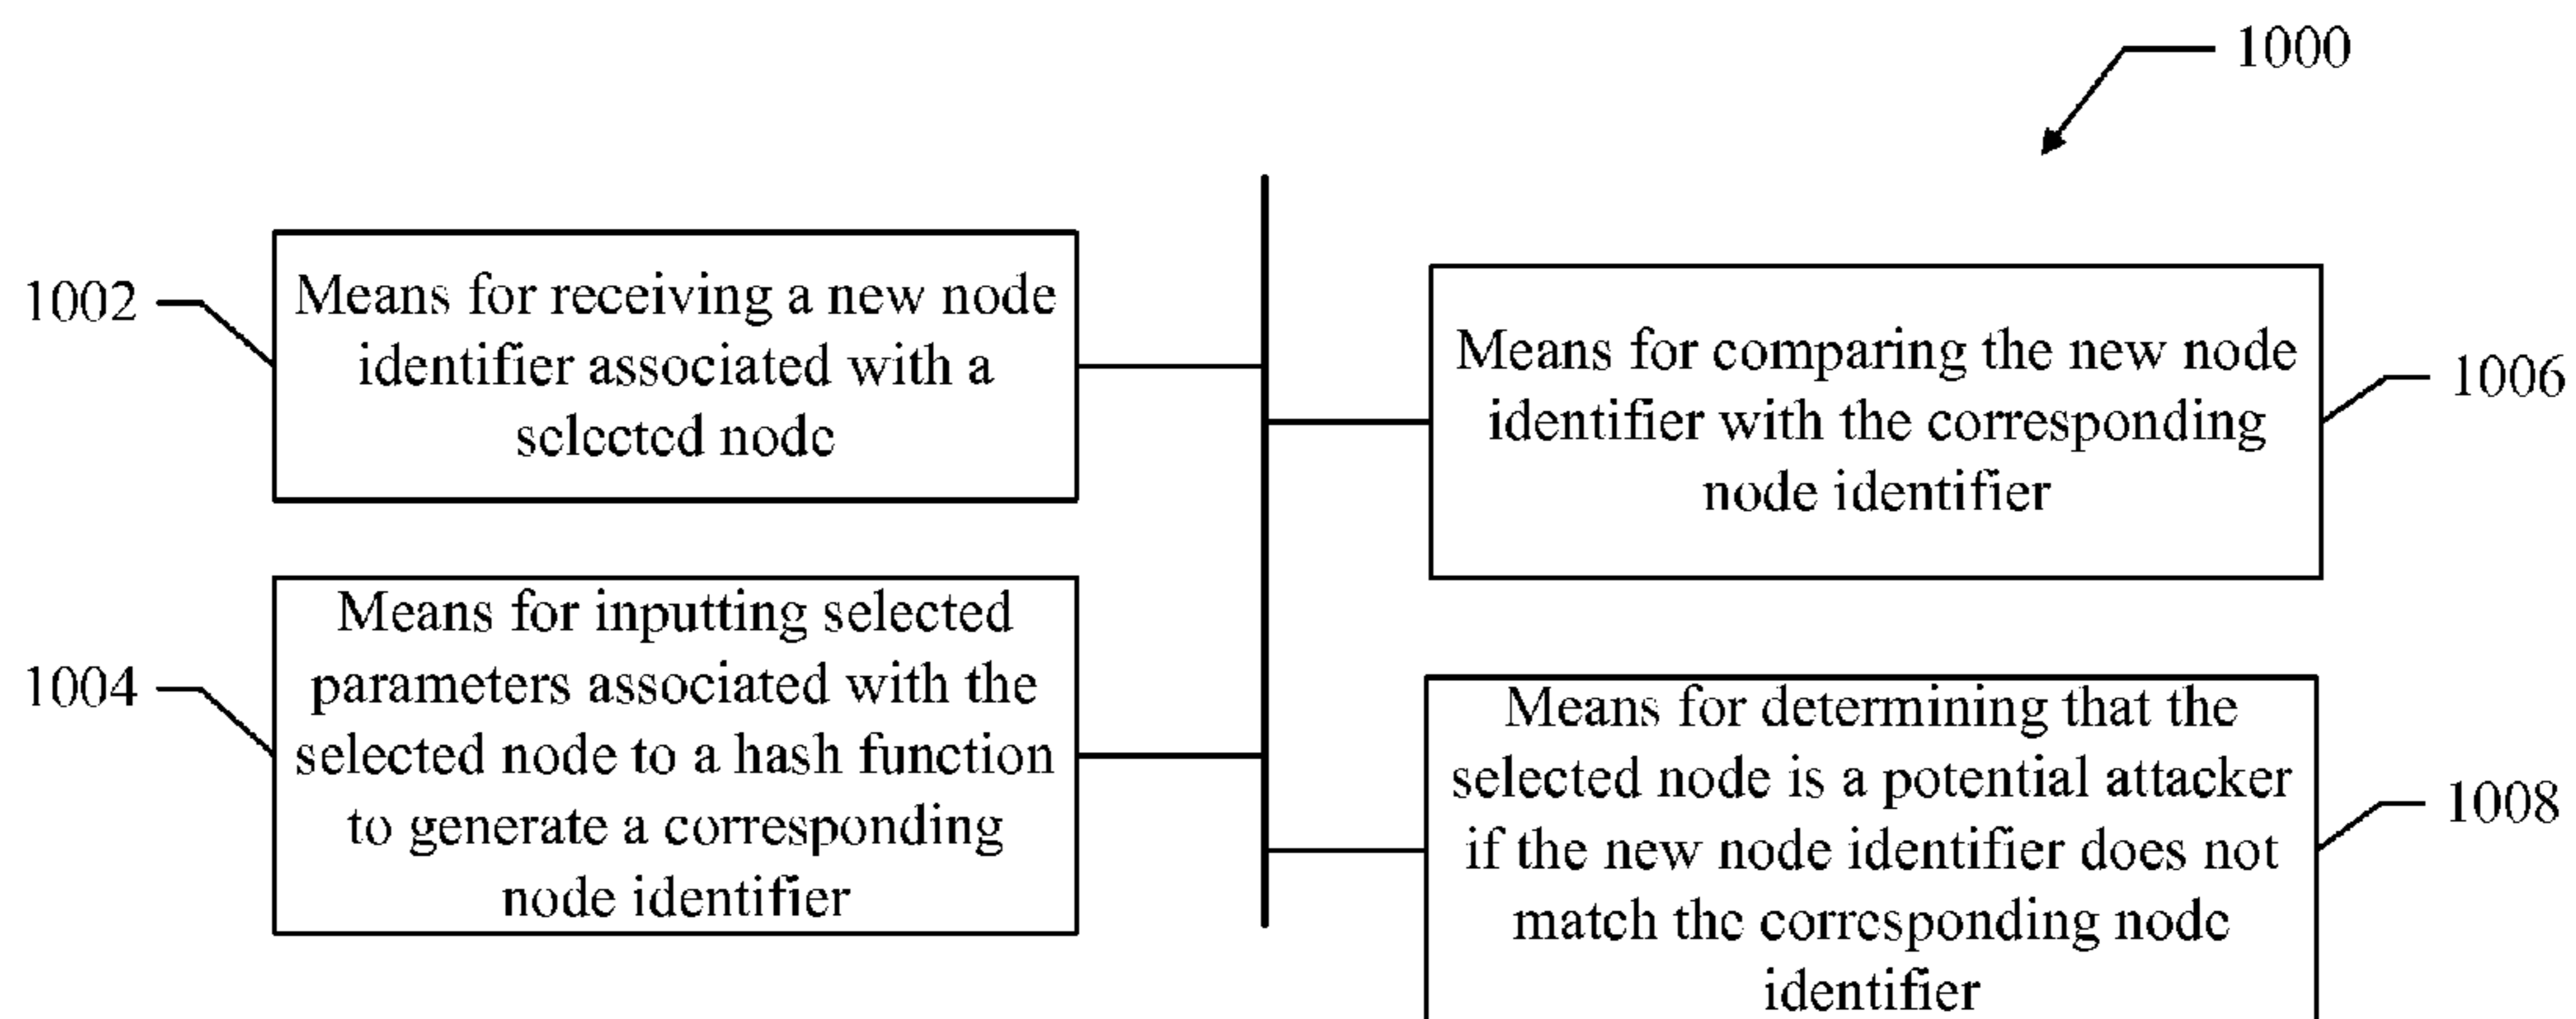 1000
1002
Means for receiving a new node
identifier associated with a
selected node
1004
Means for inputting selected
parameters associated with the
selected node to a hash function
to generate a corresponding
node identifier
Means for comparing the new node
identifier with the corresponding
node identifier
1006
Means for determining that the
selected node is a potential attacker
if the new node identifier does not
match the corresponding node
identifier
1008